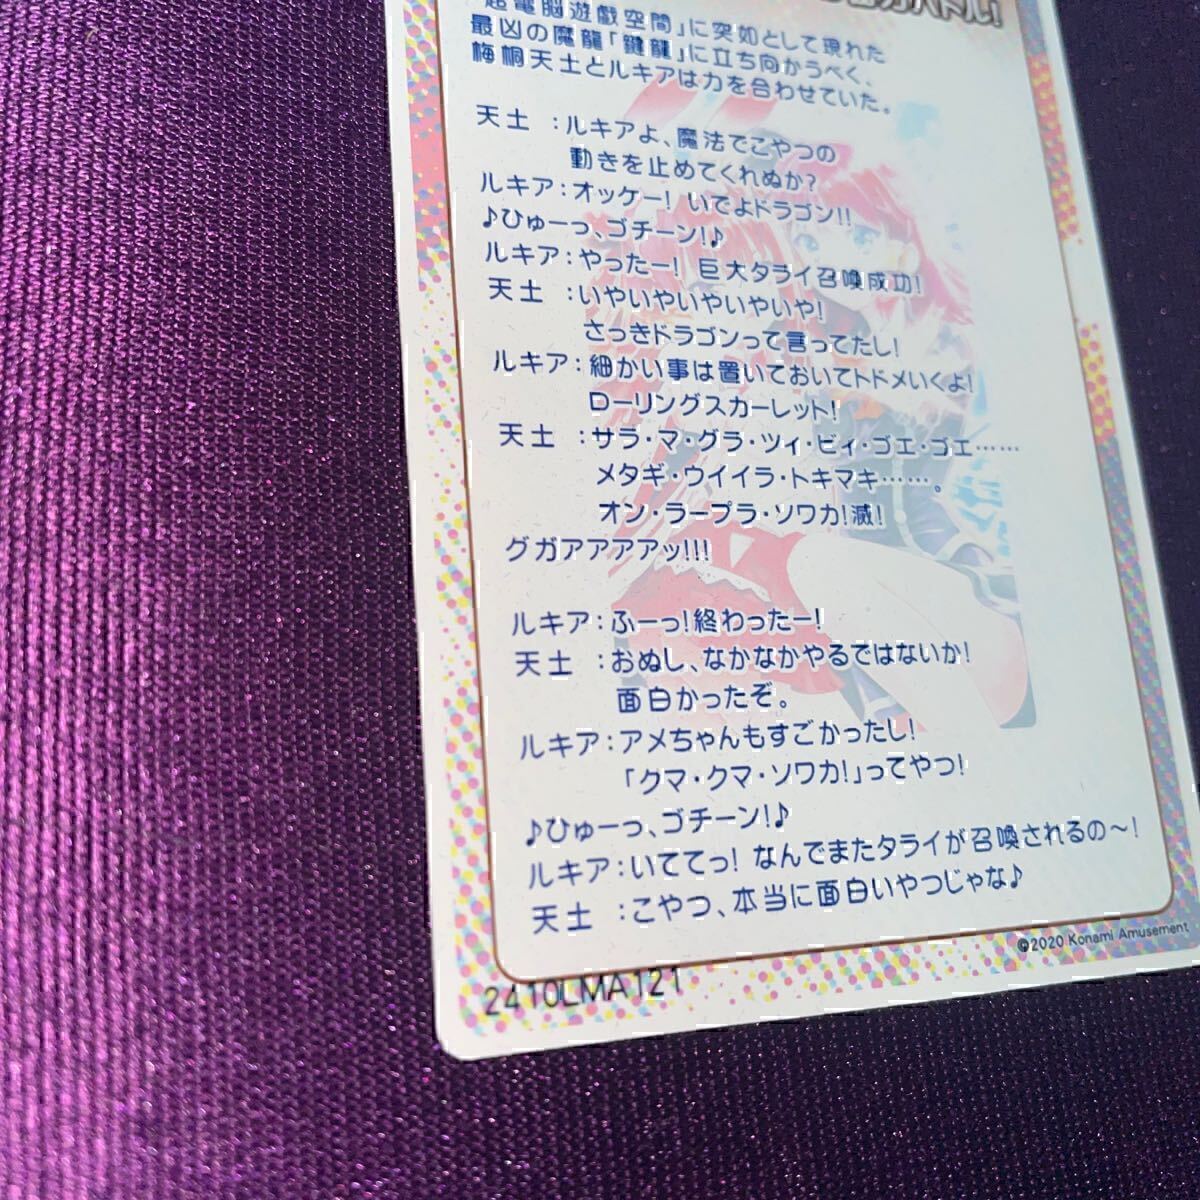 力バトル!
超電脳遊戯空間」に突如として現れた
最凶の魔龍「鍵龍」に立ち向かうべく、
梅桐天土とルキアは力を合わせていた。
天土 :ルキアよ、魔法でこやつの
動きを止めてくれぬか?
ルキア:オッケー! いでよドラゴン!!
♪ひゅーっ、ゴチーン!♪
ルキア:やったー! 巨大タライ召喚成功!
天土 :いやいやいやいやいや!
さっきドラゴンって言ってたし!
ルキア:細かい事は置いておいてトドメいくよ!
ローリングスカーレット!
天土 :サラ・マ・グラ・ツィ・ビィ・ゴエ・ゴエ……
メタギ・ウイイラ・トキマキ……。
オン・ラープラ・ソワカ!滅!
グガアアアアッ!!!
ルキア:ふーっ!終わったー!
天土 :おぬし、なかなかやるではないか!
面白かったぞ。
ルキア:アメちゃんもすごかったし!
「クマ・クマ・ソワカ!」ってやつ!
♪ひゅーっ、ゴチーン!♪
ルキア:いててっ! なんでまたタライが召喚されるの〜!
天土 :こやつ、本当に面白いやつじゃな♪
©2020 Konami Amusement
2410LMA121